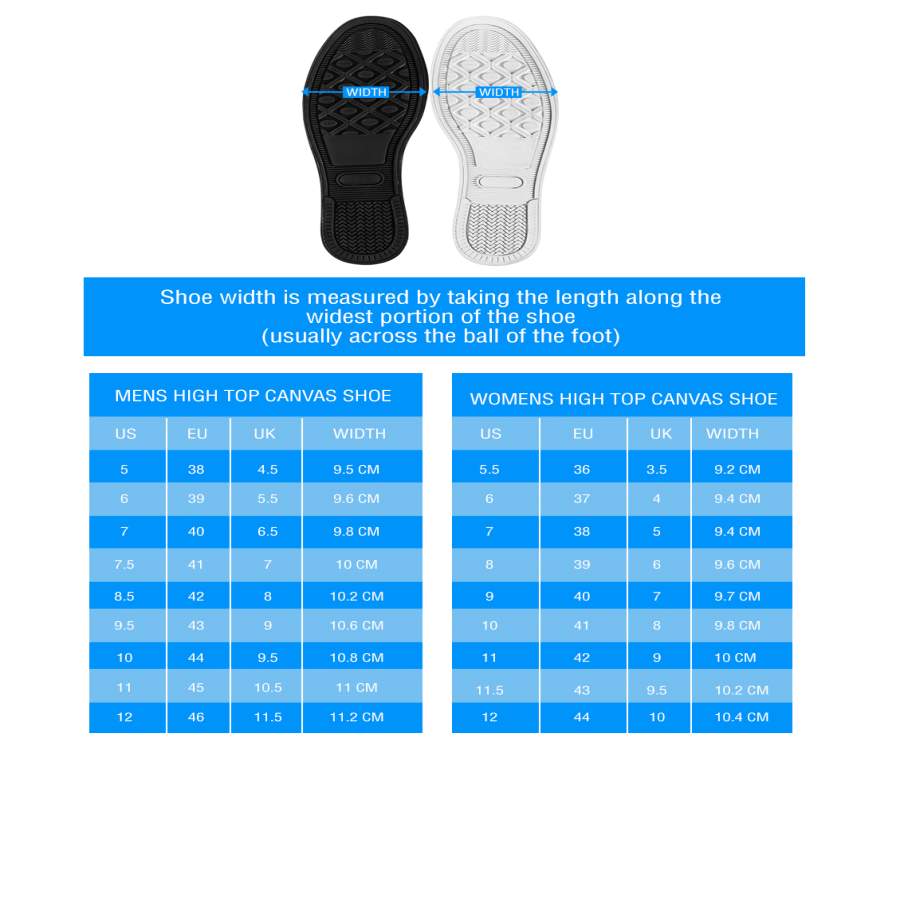 WIDTH WIDTH
Shoe width is measured by taking the length along the
widest portion of the shoe
(usually across the ball of the foot)
MENS HIGH TOP CANVAS SHOE
US EU UK WIDTH
5 38 4.5 9.5 CM
6 39 5.5 9.6 CM
7 40 6.5 9.8 CM
7.5 41 7 10 CM
8.5 42 8 10.2 CM
9.5 43 9 10.6 CM
10 44 9.5 10.8 CM
11 45 10.5 11 CM
12 46 11.5 11.2 CM
WOMENS HIGH TOP CANVAS SHOE
US EU UK WIDTH
5.5 36 3.5 9.2 CM
6 37 4 9.4 CM
7 38 5 9.4 CM
8 39 6 9.6 CM
9 40 7 9.7 CM
10 41 8 9.8 CM
11 42 9 10 CM
11.5 43 9.5 10.2 CM
12 44 10 10.4 CM